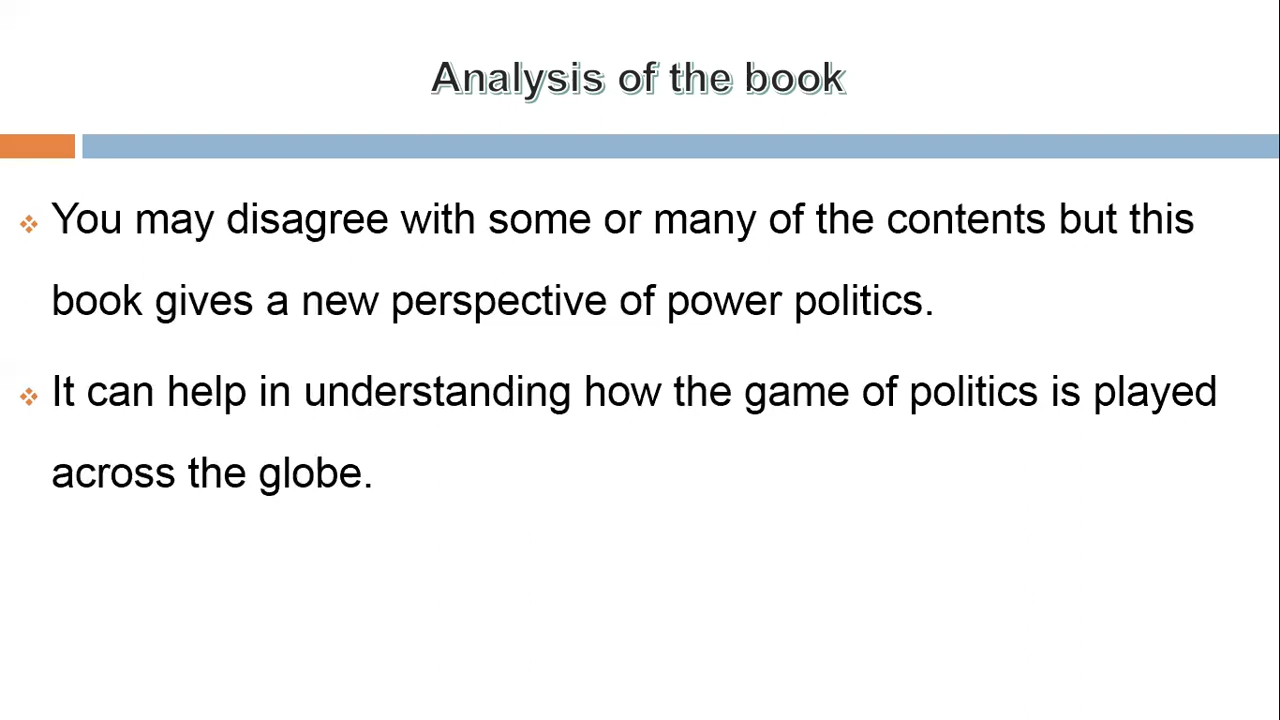 Analysis of the book
You may disagree with some or many of the contents but this
book gives a new perspective of power politics.
It can help in understanding how the game of politics is played
across the globe.